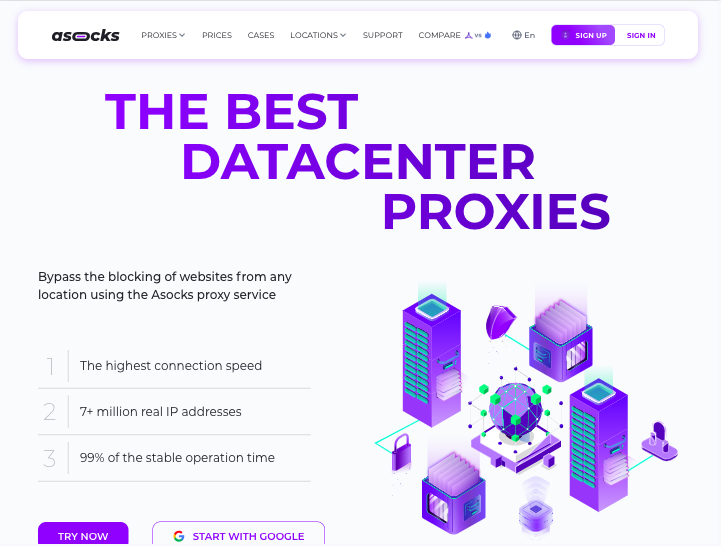 asocks PROXIES PRICES CASES LOCATIONS SUPPORT COMPARE vs En SIGN UP SIGN IN
THE BEST
DATACENTER
PROXIES
Bypass the blocking of websites from any
location using the Asocks proxy service
1 The highest connection speed
2 7+ million real IP addresses
3 99% of the stable operation time
TRY NOW START WITH GOOGLE